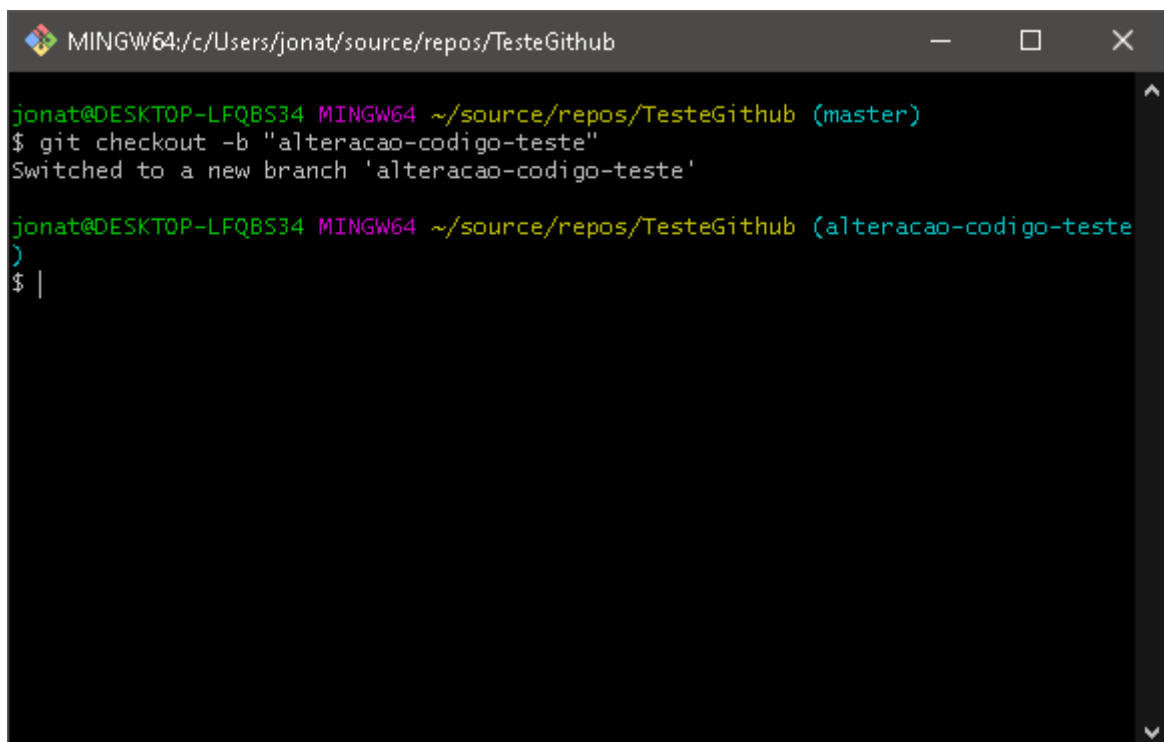 MINGW64:/c/Users/jonat/source/repos/TesteGithub
jonat@DESKTOP-LFQBS34 MINGW64 ~/source/repos/TesteGithub (master)
$ git checkout -b "alteracao-codigo-teste"
Switched to a new branch 'alteracao-codigo-teste'
jonat@DESKTOP-LFQBS34 MINGW64 ~/source/repos/TesteGithub (alteracao-codigo-teste
)
$